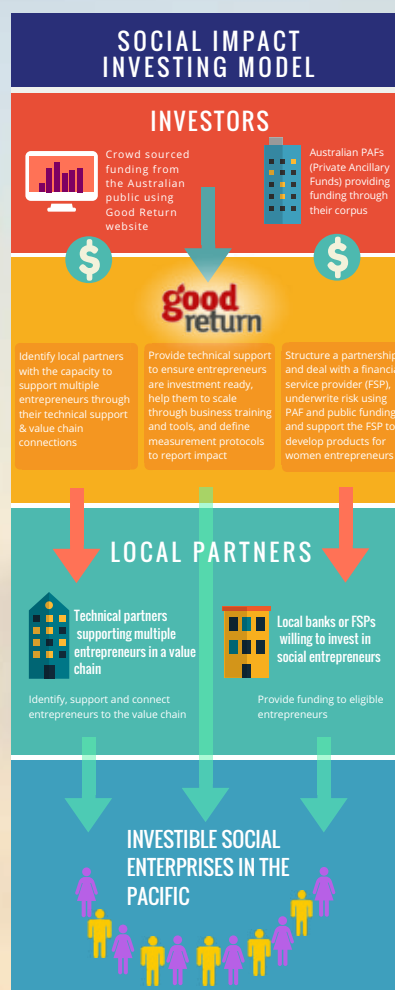 SOCIAL IMPACT
INVESTING MODEL
INVESTORS
Crowd sourced
funding from
the Australian
public using
Good Return
website
Australian PAFs
(Private Ancillary
Funds) providing
funding through
their corpus
$
$
good
return
Identify local partners
with the capacity to
support multiple
entrepreneurs through
their technical support
& value chain
connections
Provide technical support
to ensure entrepreneurs
are investment ready,
help them to scale
through business training
and tools, and define
measurement protocols
to report impact
Structure a partnership
and deal with a financia
service provider (FSP),
underwrite risk using
PAF and public funding
and support the FSP to
develop products for
women entrepreneurs
LOCAL PARTNERS
Technical partners
supporting multiple
entrepreneurs in a value
chain
Local banks or FSPs
willing to invest in
social entrepreneurs
Identify, support and connect
entrepreneurs to the value chain
Provide funding to eligible
entrepreneurs
INVESTIBLE SOCIAL
ENTERPRISES IN THE
PACIFIC